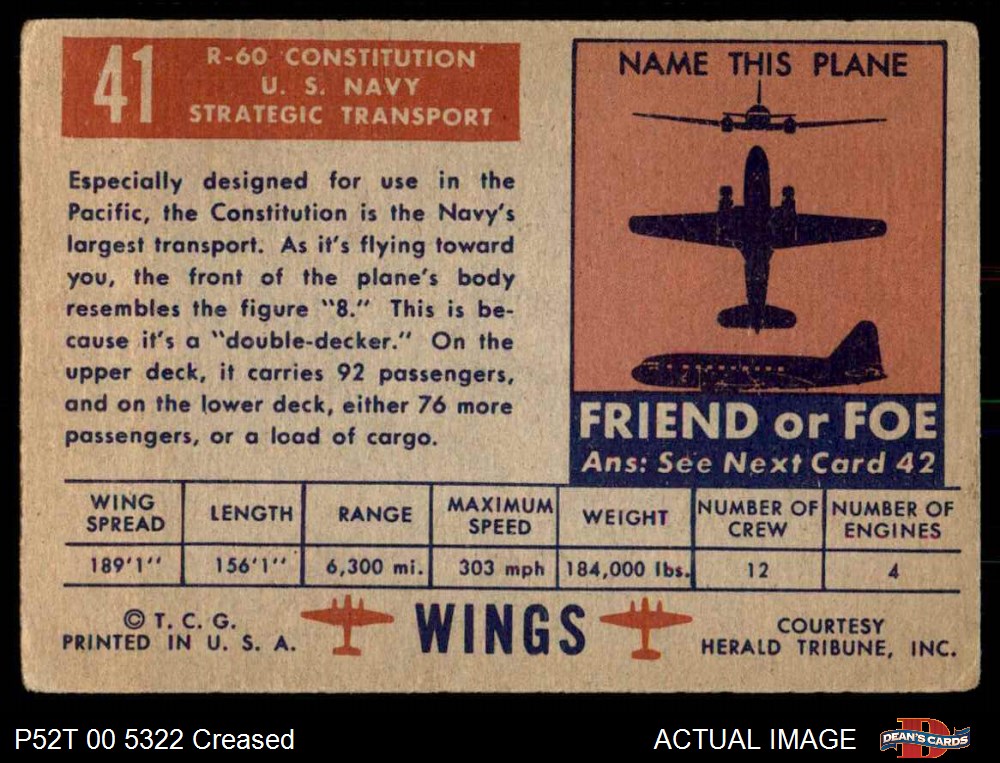 41
R-60 CONSTITUTION
U. S. NAVY
STRATEGIC TRANSPORT
Especially designed for use in the
Pacific, the Constitution is the Navy's
largest transport. As it's flying toward
you, the front of the plane's body
resembles the figure "8." This is be-
cause it's a "double-decker." On the
upper deck, it carries 92 passengers,
and on the lower deck, either 76 more
passengers, or a load of cargo.
NAME THIS PLANE
FRIEND or FOE
Ans: See Next Card 42
WING SPREAD LENGTH RANGE MAXIMUM SPEED WEIGHT NUMBER OF CREW NUMBER OF ENGINES
189'1" 156'1" 6,300 mi. 303 mph 184,000 lbs. 12 4
© T. C. G.
PRINTED IN U. S. A.
WINGS
COURTESY
HERALD TRIBUNE, INC.
P52T 00 5322 Creased
ACTUAL IMAGE
D
DEAN'S CARDS